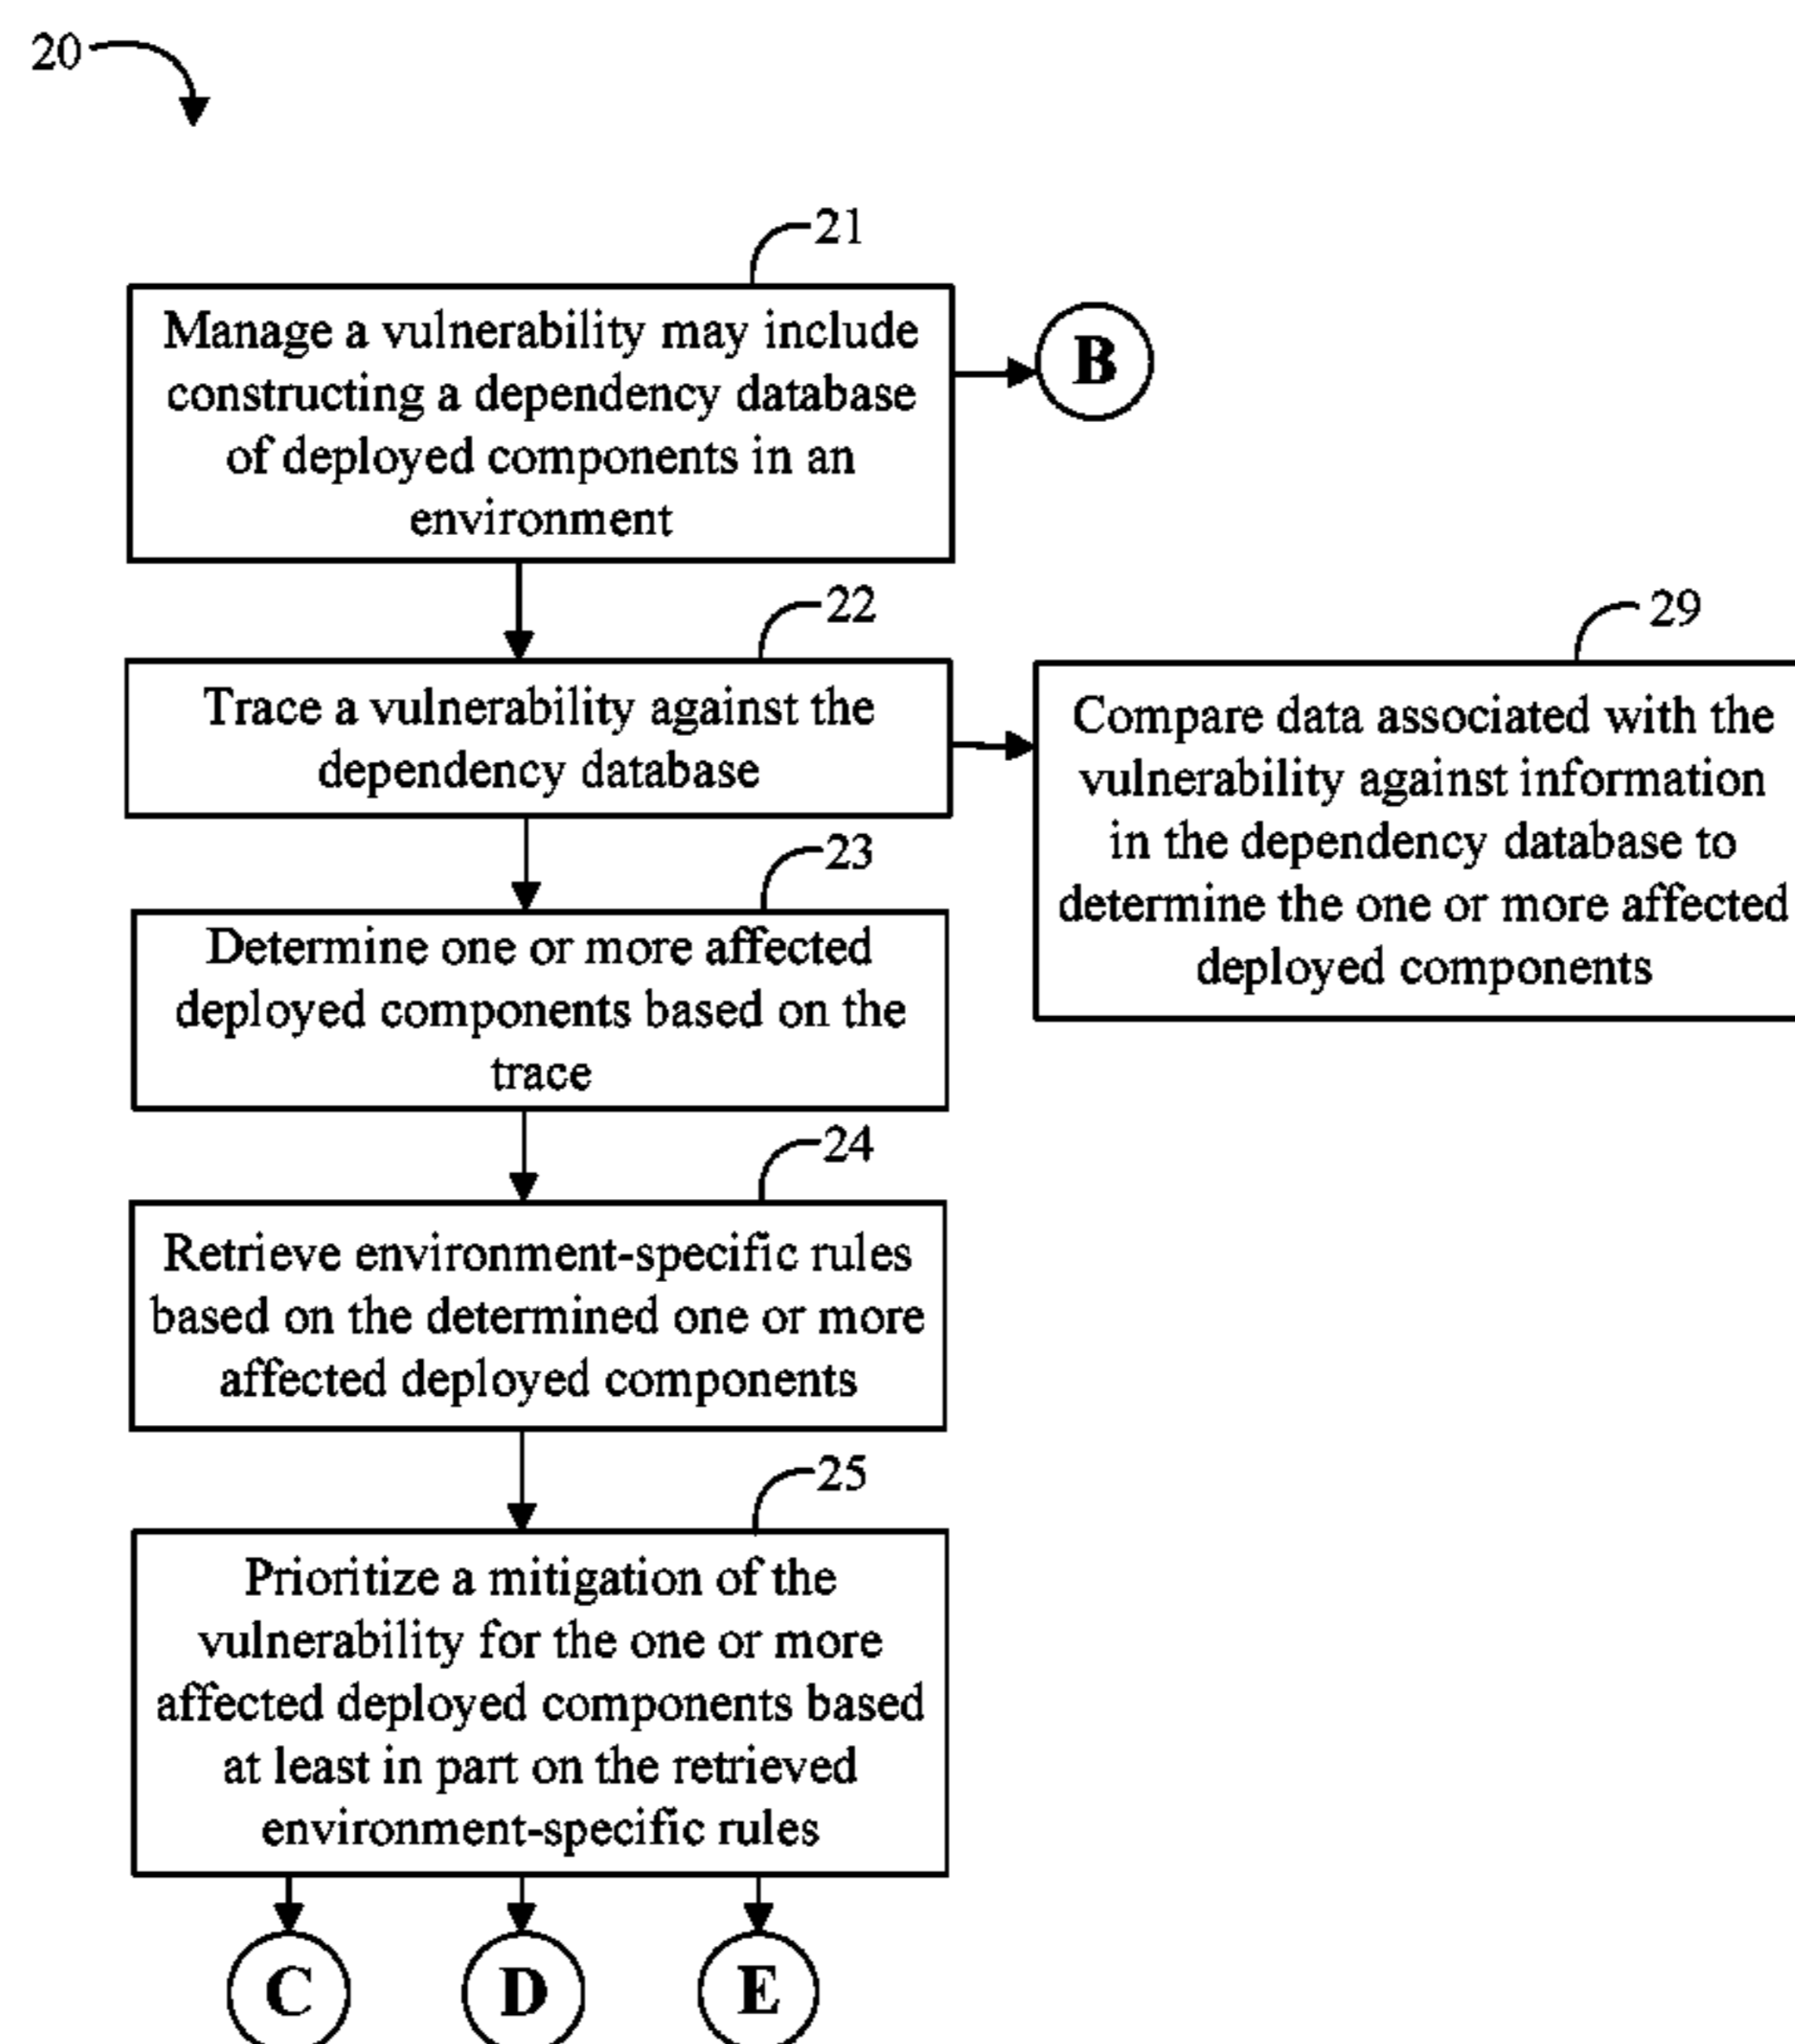 20
21
Manage a vulnerability may include
constructing a dependency database
of deployed components in an
environment
B
22
Trace a vulnerability against the
dependency database
29
Compare data associated with the
vulnerability against information
in the dependency database to
determine the one or more affected
deployed components
23
Determine one or more affected
deployed components based on the
trace
24
Retrieve environment-specific rules
based on the determined one or more
affected deployed components
25
Prioritize a mitigation of the
vulnerability for the one or more
affected deployed components based
at least in part on the retrieved
environment-specific rules
C
D
E